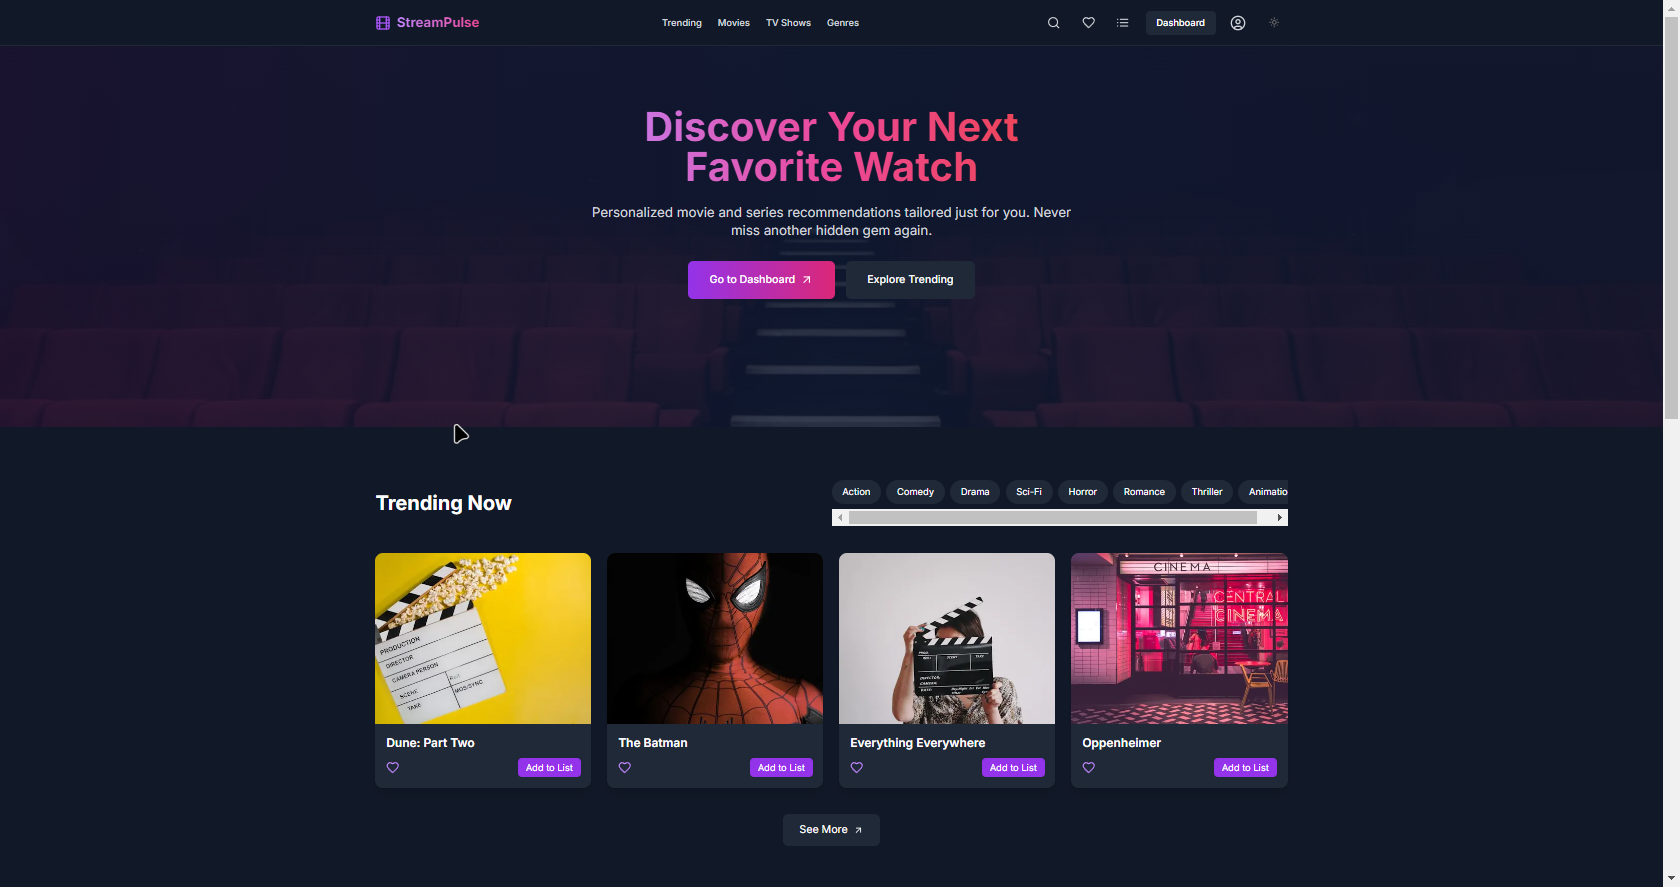 StreamPulse
Trending
Movies
TV Shows
Genres
Dashboard
Discover Your Next
Favorite Watch
Personalized movie and series recommendations tailored just for you. Never
miss another hidden gem again.
Go to Dashboard
Explore Trending
Trending Now
Action
Comedy
Drama
Sci-Fi
Horror
Romance
Thriller
Animatio
PRODUCTION
DIRECTOR
CAMERA PERSON
SCENE
TAKE
MOS/SYNC
CINEMA
CENTRAL
CINEMA
Dune: Part Two
Add to List
The Batman
Add to List
Everything Everywhere
Add to List
Oppenheimer
Add to List
See More